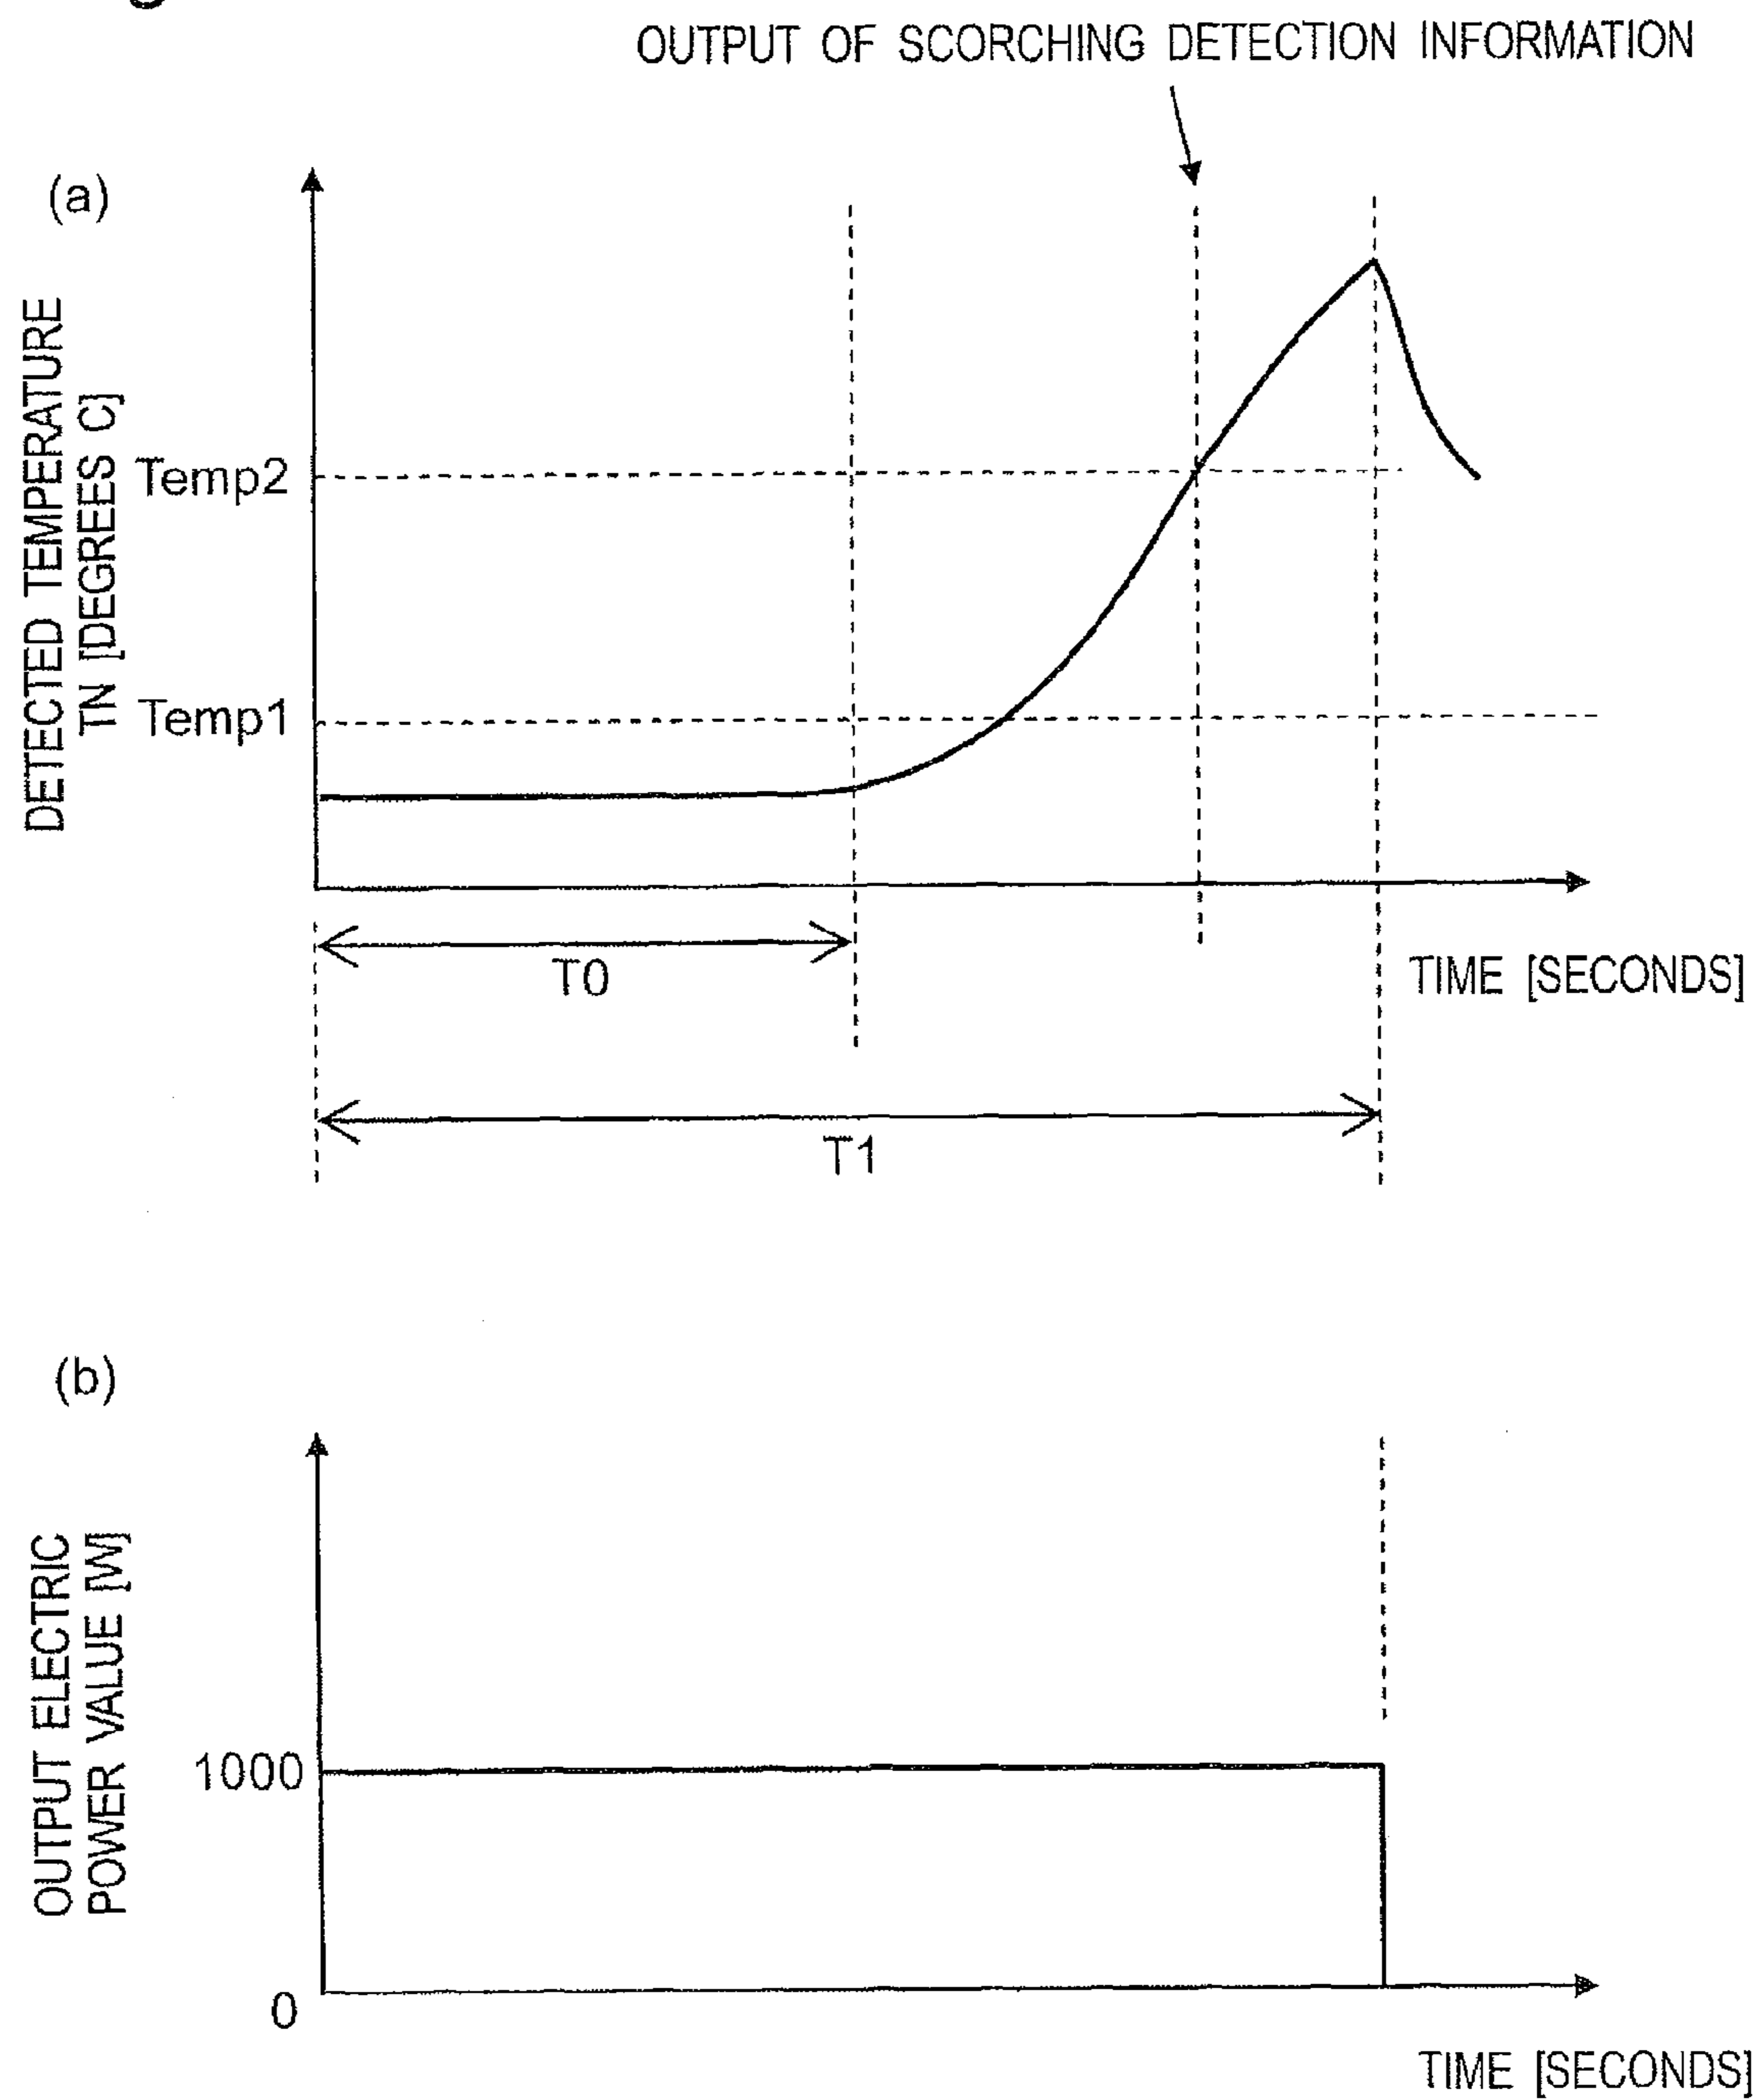 OUTPUT OF SCORCHING DETECTION INFORMATION
(a)
DETECTED TEMPERATURE
TN [DEGREES C]
Temp2
Temp1
T0
TIME [SECONDS]
T1
(b)
OUTPUT ELECTRIC
POWER VALUE [W]
1000
0
TIME [SECONDS]